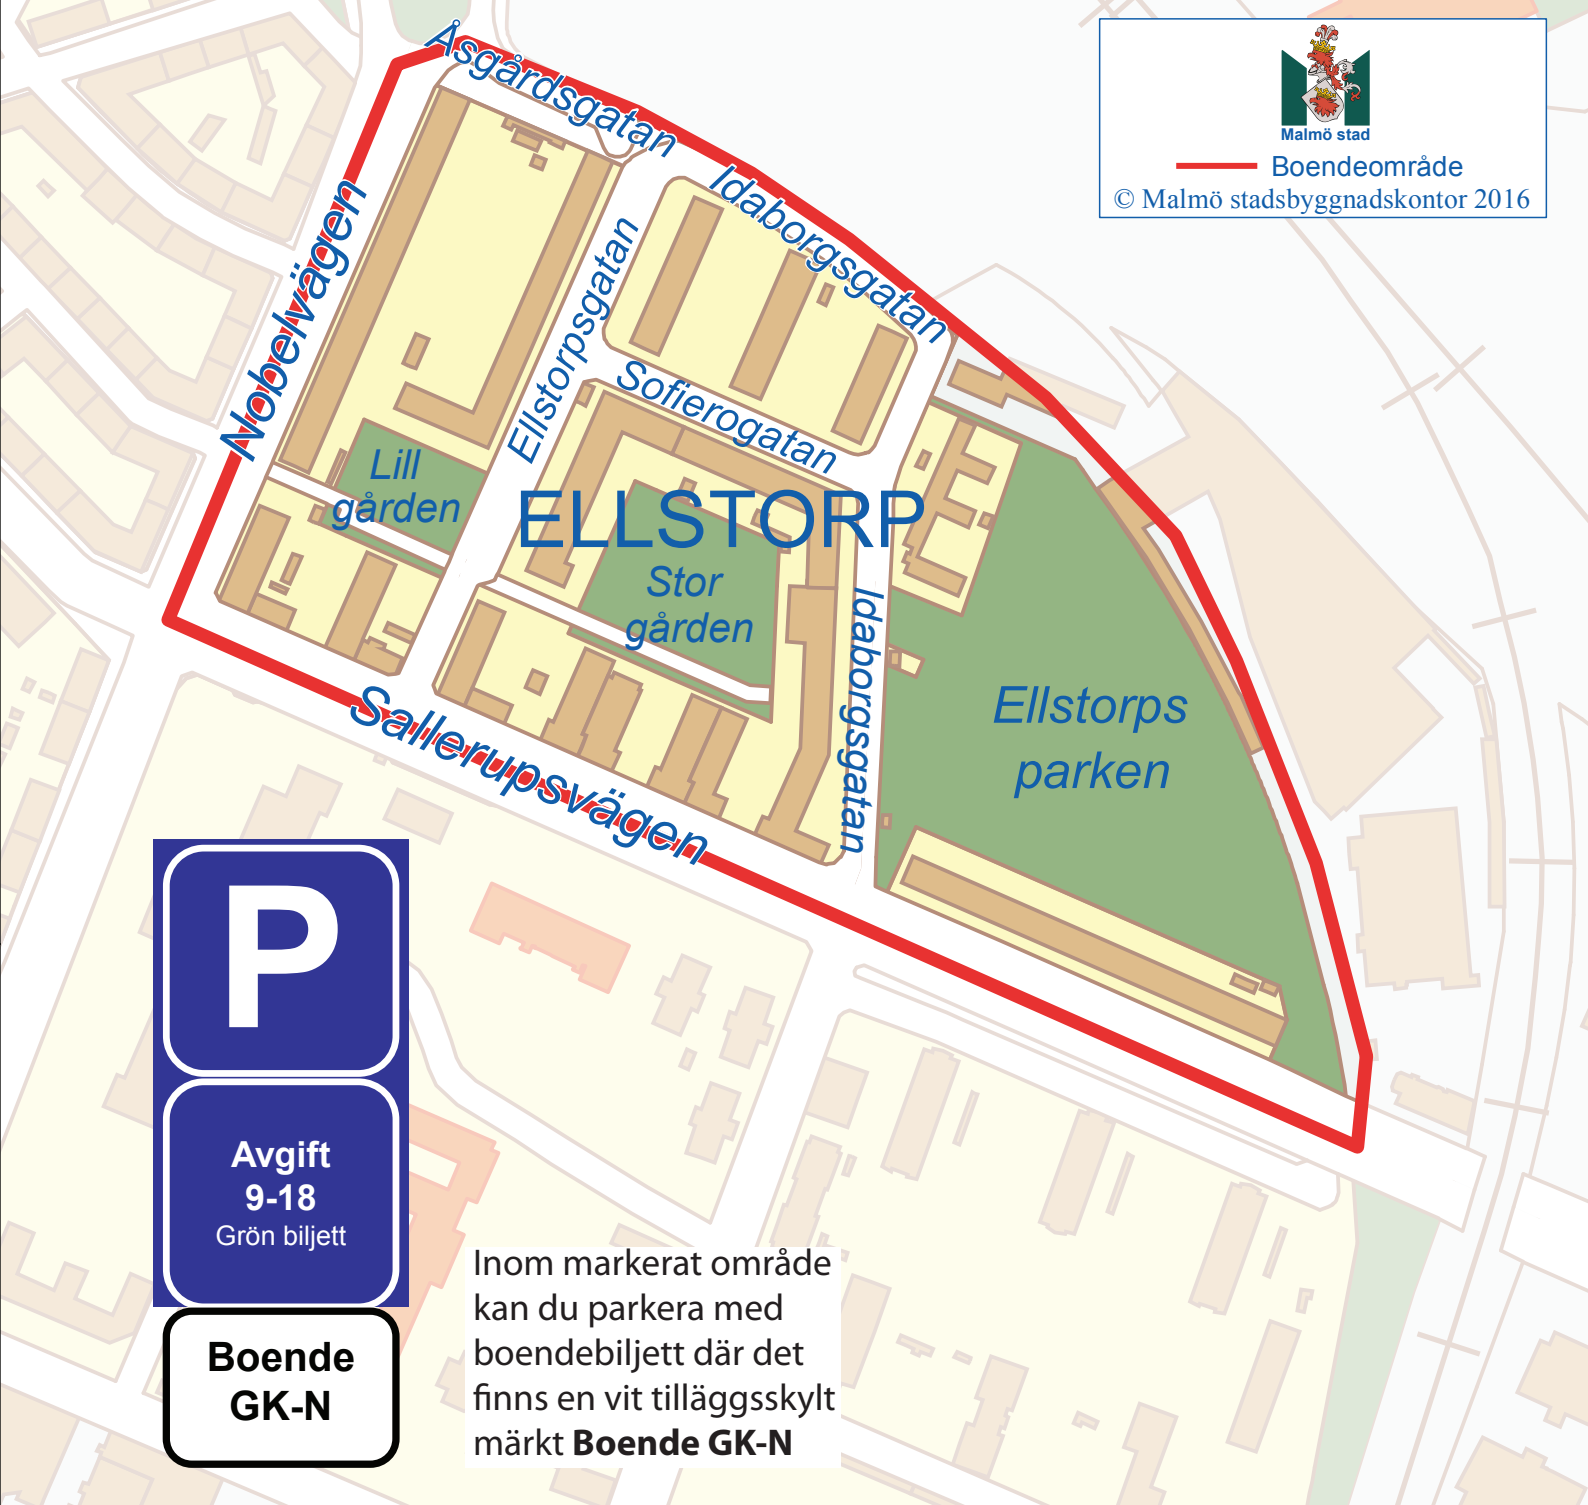 Malmö stad
Boendeområde
© Malmö stadsbyggnadskontor 2016
Åsgårdsgatan
Idaborgsgatan
Nobelvägen
Ellstorpsgatan
Sofierogatan
Lill
gården
ELLSTORP
Stor
gården
Idaborgsgatan
Ellstorps
parken
Sallerupsvägen
P
Avgift
9-18
Grön biljett
Boende
GK-N
Inom markerat område
kan du parkera med
boendebiljett där det
finns en vit tilläggsskylt
märkt Boende GK-N